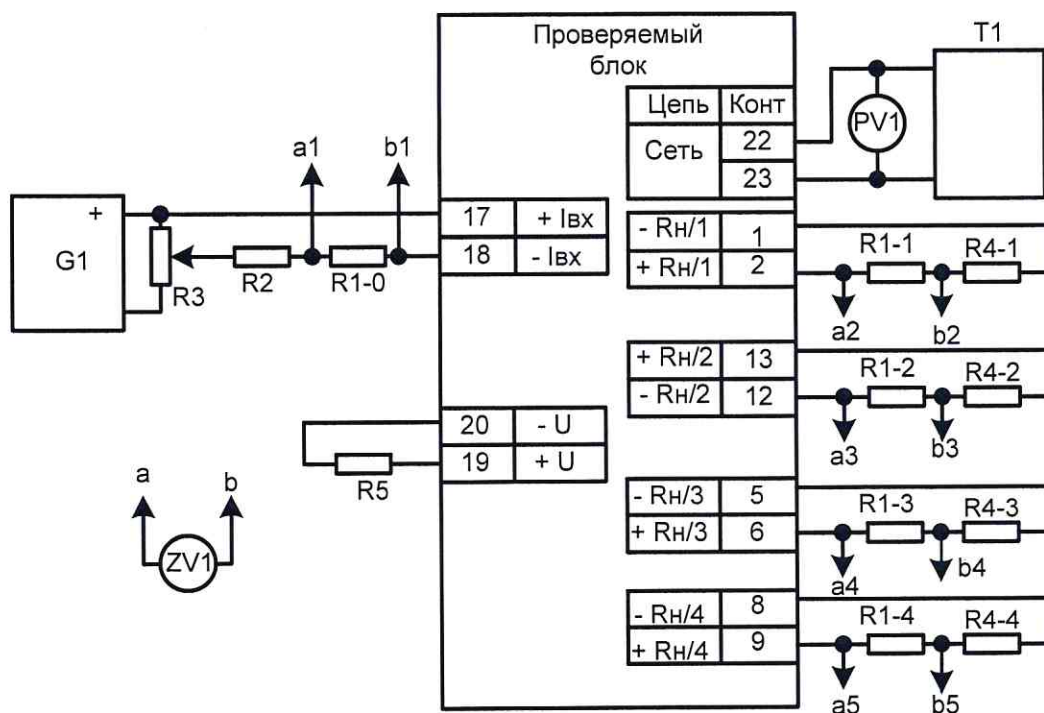 Проверяемый
блок
T1
Цепь Конт
Сеть 22
23
PV1
a1 b1
+
G1
R3
R2
R1-0
17 + Iвх
18 - Iвх
- Rн/1 1
+ Rн/1 2
R1-1 R4-1
a2 b2
+ Rн/2 13
- Rн/2 12
R1-2 R4-2
a3 b3
20 - U
19 + U
R5
a b
ZV1
- Rн/3 5
+ Rн/3 6
R1-3 R4-3
a4 b4
- Rн/4 8
+ Rн/4 9
R1-4 R4-4
a5 b5